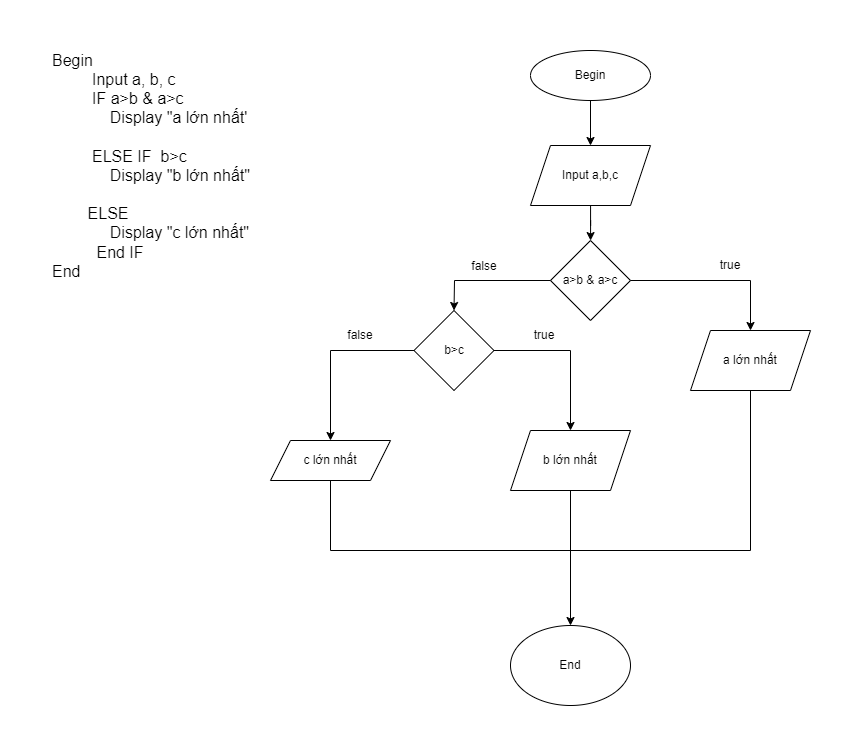 Begin
Input a, b, c
IF a>b & a>c
Display "a lớn nhất'
ELSE IF  b>c
Display "b lớn nhất"
ELSE
Display "c lớn nhất"
End IF
End
Begin
Input a,b,c
a>b & a>c
false
true
b>c
false
true
a lớn nhất
c lớn nhất
b lớn nhất
End